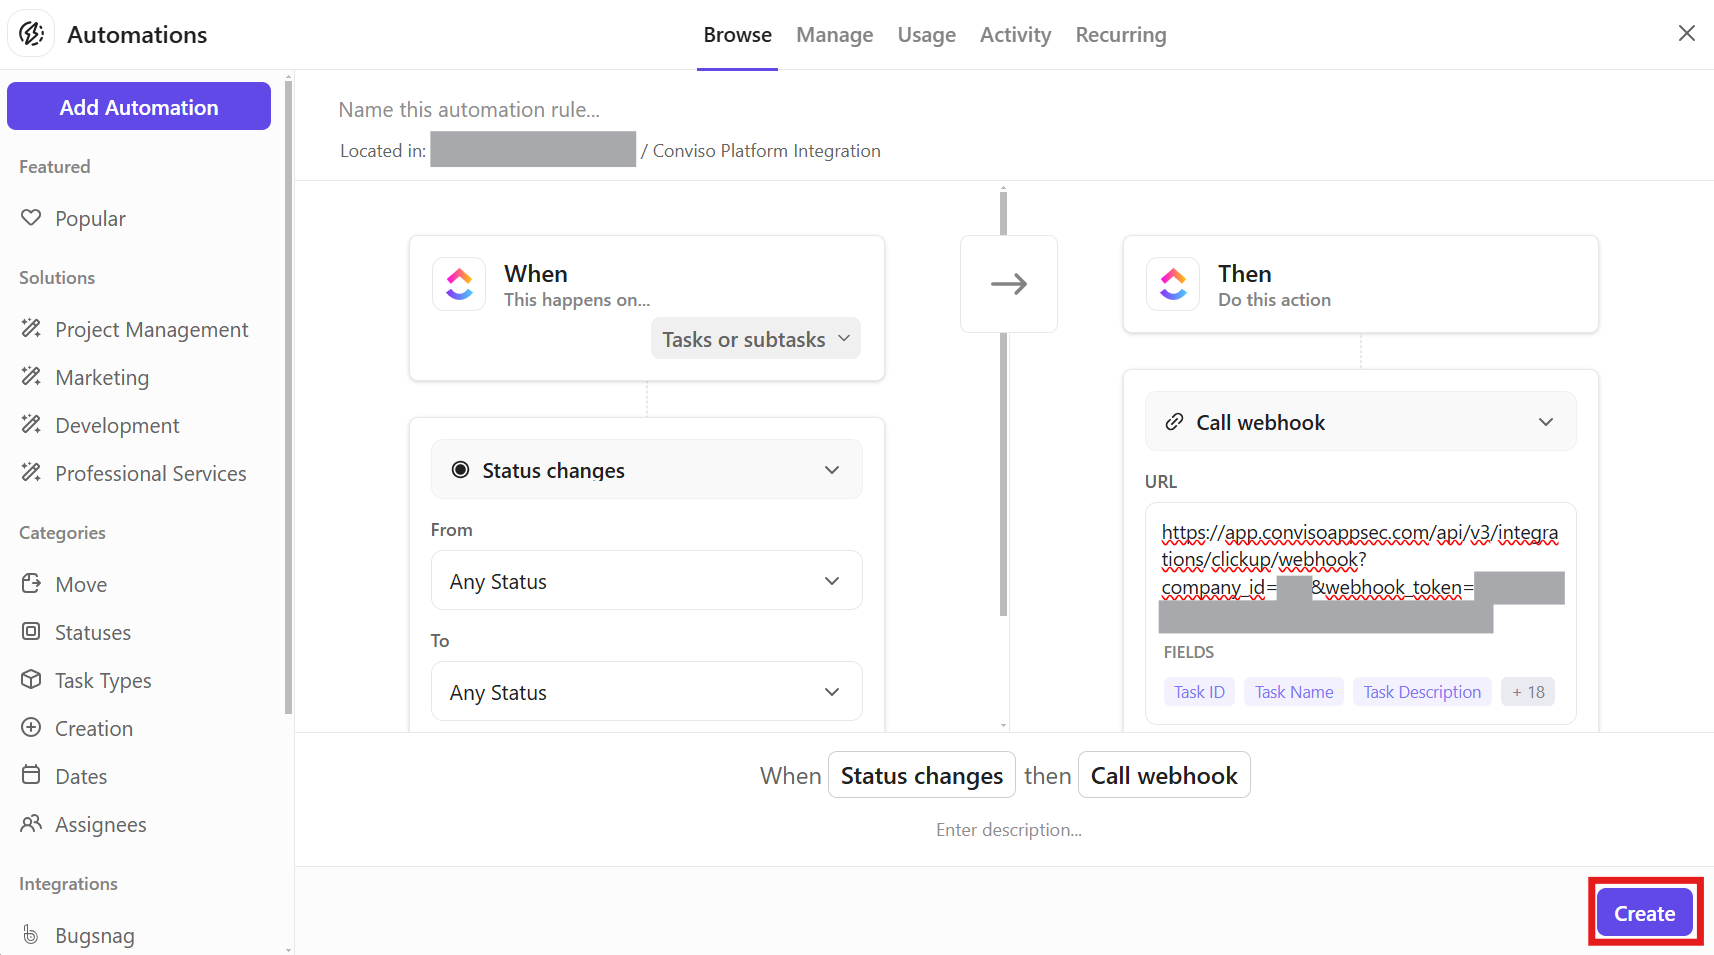 Automations
Browse Manage Usage Activity Recurring
Add Automation
Featured
Popular
Solutions
Project Management
Marketing
Development
Professional Services
Categories
Move
Statuses
Task Types
Creation
Dates
Assignees
Integrations
Bugsnag
Name this automation rule...
Located in: / Conviso Platform Integration
When
This happens on...
Tasks or subtasks
Status changes
From
Any Status
To
Any Status
Then
Do this action
Call webhook
URL
https://app.convisoappsec.com/api/v3/integra
tions/clickup/webhook?
company_id= &webhook_token=
FIELDS
Task ID Task Name Task Description + 18
When Status changes then Call webhook
Enter description...
Create